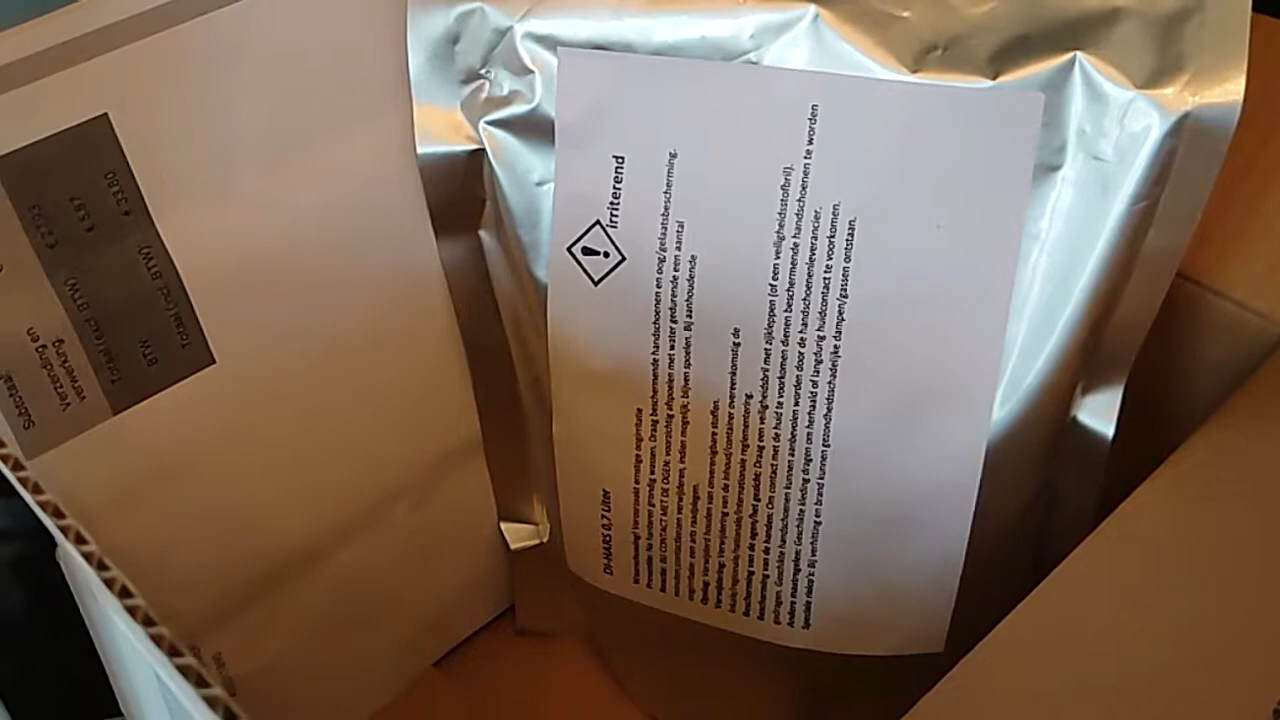 DI-HARS 0,7 Liter
irriterend
Waarschuwing! Veroorzaakt ernstige oogirritatie
Preventie: Na hanteren grondig wassen. Draag beschermende handschoenen en oog/gelaatsbescherming.
Reactie: BIJ CONTACT MET DE OGEN: voorzichtig afspoelen met water gedurende een aantal
minuten; contactlenzen verwijderen, indien mogelijk; blijven spoelen. Bij aanhoudende
oogirritatie een arts raadplegen.
Opslag: Verwijderd houden van onverenigbare stoffen.
Verwijdering: Verwijdering van de inhoud/container overeenkomstig de
lokale/regionale/nationale/internationale reglementering.
Bescherming van de ogen/het gezicht: Draag een veiligheidsbril met zijkleppen (of een veiligheidsstofbril).
Bescherming van de handen: Om contact met de huid te voorkomen dienen beschermende handschoenen te worden
gedragen. Geschikte handschoenen kunnen aanbevolen worden door de handschoenenleverancier.
Andere maatregelen: Geschikte kleding dragen om herhaald of langdurig huidcontact te voorkomen.
Speciale risico's: Bij verhitting en brand kunnen gezondheidsschadelijke dampen/gassen ontstaan.
Subtotaal
Verzending en
verwerking
Totaal (excl BTW) € 27,93
BTW € 5,87
Totaal (incl. BTW) € 33,80